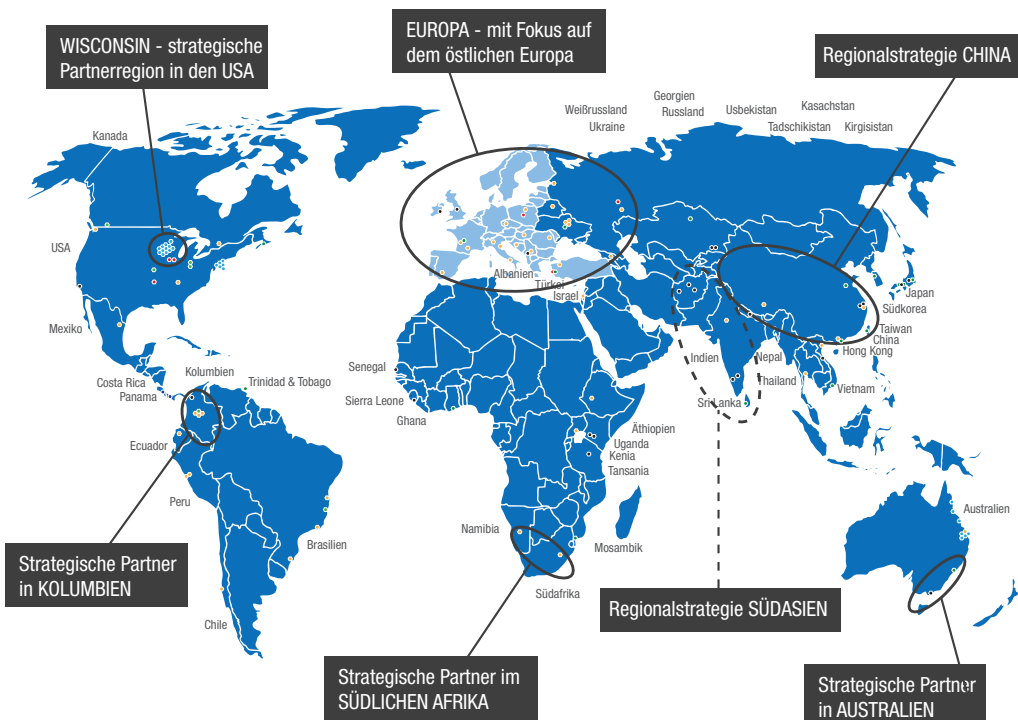 WISCONSIN - strategische
Partnerregion in den USA
EUROPA - mit Fokus auf
dem östlichen Europa
Regionalstrategie CHINA
Kanada
Weißrussland
Ukraine
Georgien
Russland
Usbekistan
Tadschikistan
Kasachstan
Kirgisistan
USA
Mexiko
Albanien
Türkei
Israel
Japan
Südkorea
Taiwan
China
Hong Kong
Costa Rica
Panama
Kolumbien
Trinidad & Tobago
Senegal
Sierra Leone
Ghana
Indien
Nepal
Thailand
Vietnam
Sri Lanka
Ecuador
Peru
Brasilien
Chile
Äthiopien
Uganda
Kenia
Tansania
Namibia
Mosambik
Südafrika
Australien
Strategische Partner
in KOLUMBIEN
Strategische Partner im
SÜDLICHEN AFRIKA
Regionalstrategie SÜDASIEN
Strategische Partner
in AUSTRALIEN